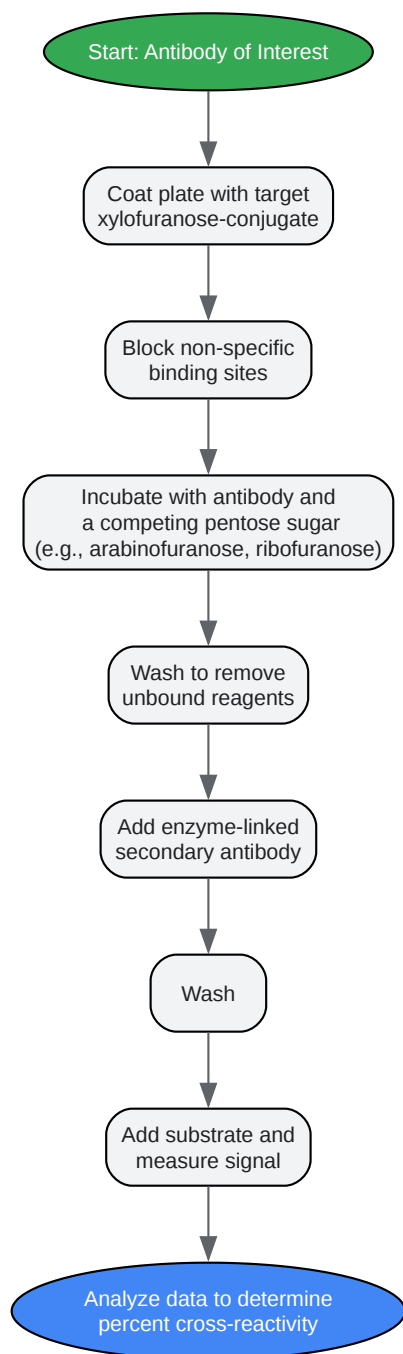 Start: Antibody of Interest
Coat plate with target
xylofuranose-conjugate
Block non-specific
binding sites
Incubate with antibody and
a competing pentose sugar
(e.g., arabinofuranose, ribofuranose)
Wash to remove
unbound reagents
Add enzyme-linked
secondary antibody
Wash
Add substrate and
measure signal
Analyze data to determine
percent cross-reactivity